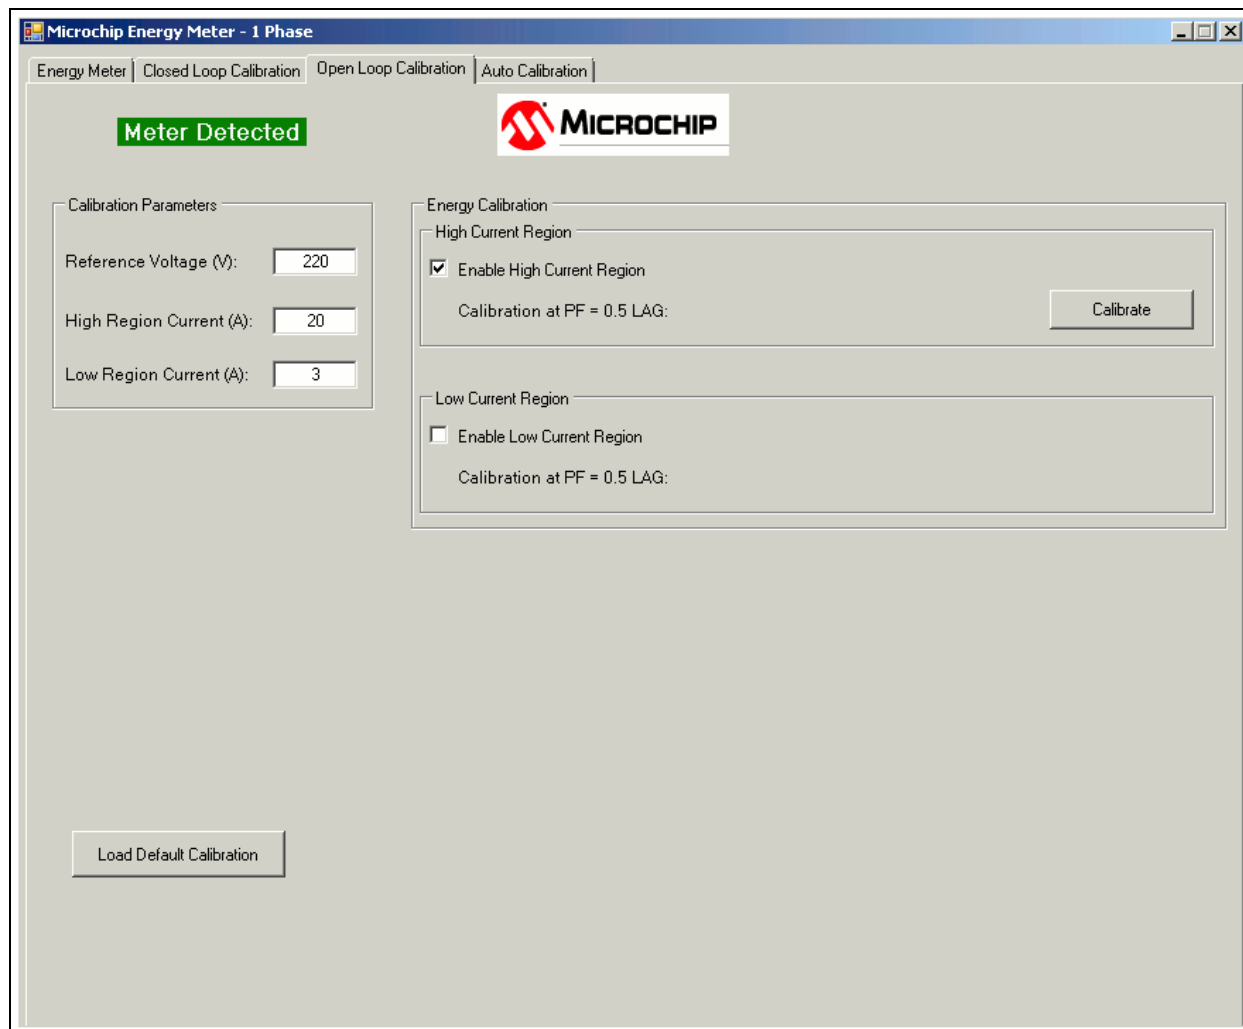 Microchip Energy Meter - 1 Phase
Energy Meter Closed Loop Calibration Open Loop Calibration Auto Calibration
Meter Detected
MICROCHIP
Calibration Parameters
Reference Voltage (V): 220
High Region Current (A): 20
Low Region Current (A): 3
Energy Calibration
High Current Region
Enable High Current Region
Calibration at PF = 0.5 LAG:
Calibrate
Low Current Region
Enable Low Current Region
Calibration at PF = 0.5 LAG:
Load Default Calibration